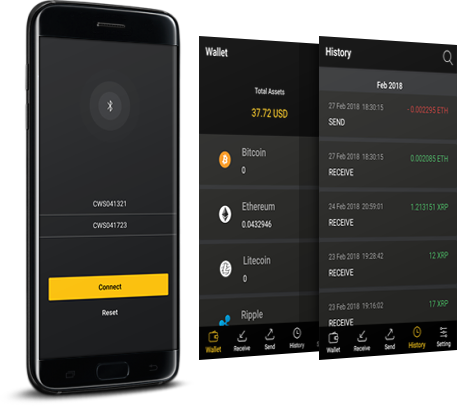 CWS041321
CWS041723
Connect
Reset
Wallet
Total Assets
37.72 USD
Bitcoin
0
Ethereum
0.0432946
Litecoin
0
Ripple
Wallet
Receive
Send
History
History
Feb 2018
27 Feb 2018 18:30:15
-0.002295 ETH
SEND
27 Feb 2018 18:30:15
0.002085 ETH
RECEIVE
24 Feb 2018 20:59:01
1.213151 XRP
RECEIVE
23 Feb 2018 19:28:42
12 XRP
RECEIVE
23 Feb 2018 19:16:02
17 XRP
RECEIVE
Wallet
Receive
Send
History
Setting